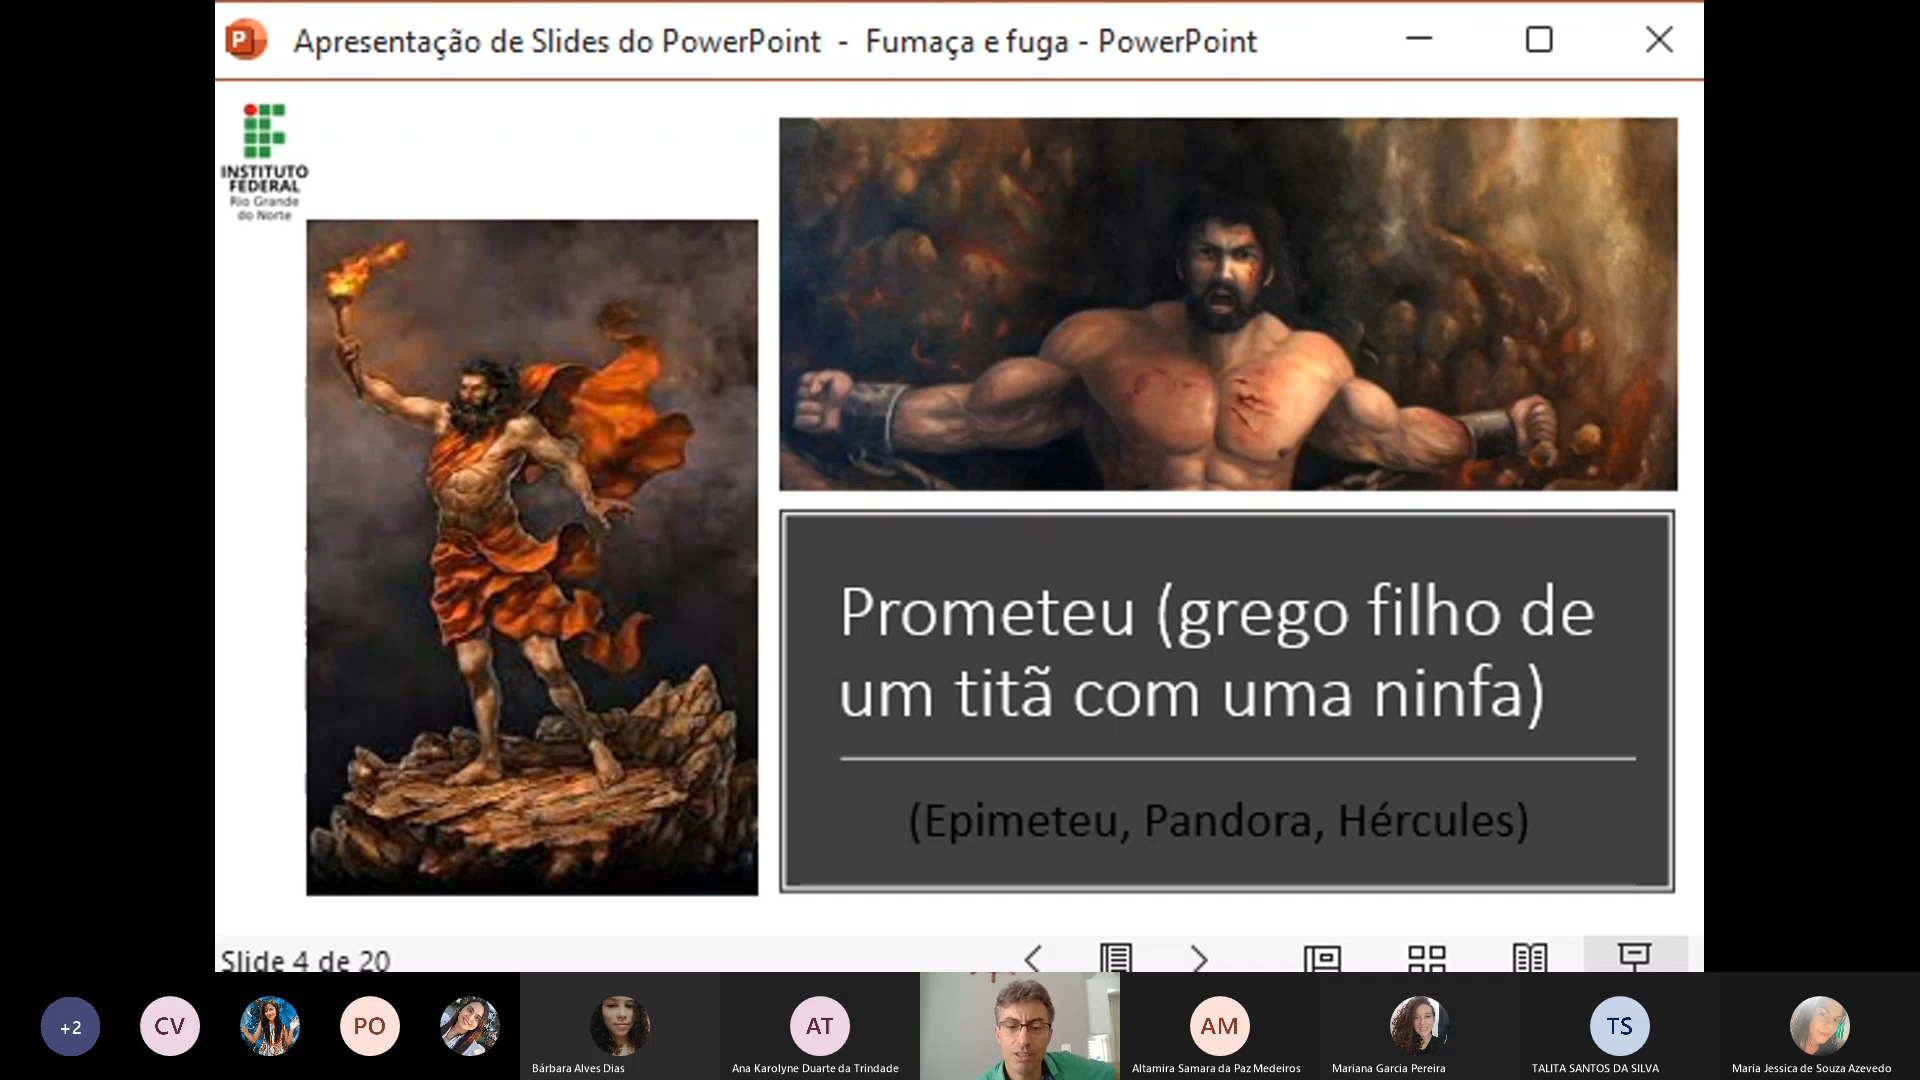 Apresentação de Slides do PowerPoint - Fumaça e fuga - PowerPoint
INSTITUTO
FEDERAL
Rio Grande
do Norte
Prometeu (grego filho de
um titã com uma ninfa)
(Epimeteu, Pandora, Hércules)
Slide 4 de 20
+2
CV
PO
AT
AM
TS
Bárbara Alves Dias
Ana Karolyne Duarte da Trindade
Altamira Samara da Paz Medeiros
Mariana Garcia Pereira
TALITA SANTOS DA SILVA
Maria Jessica de Souza Azevedo